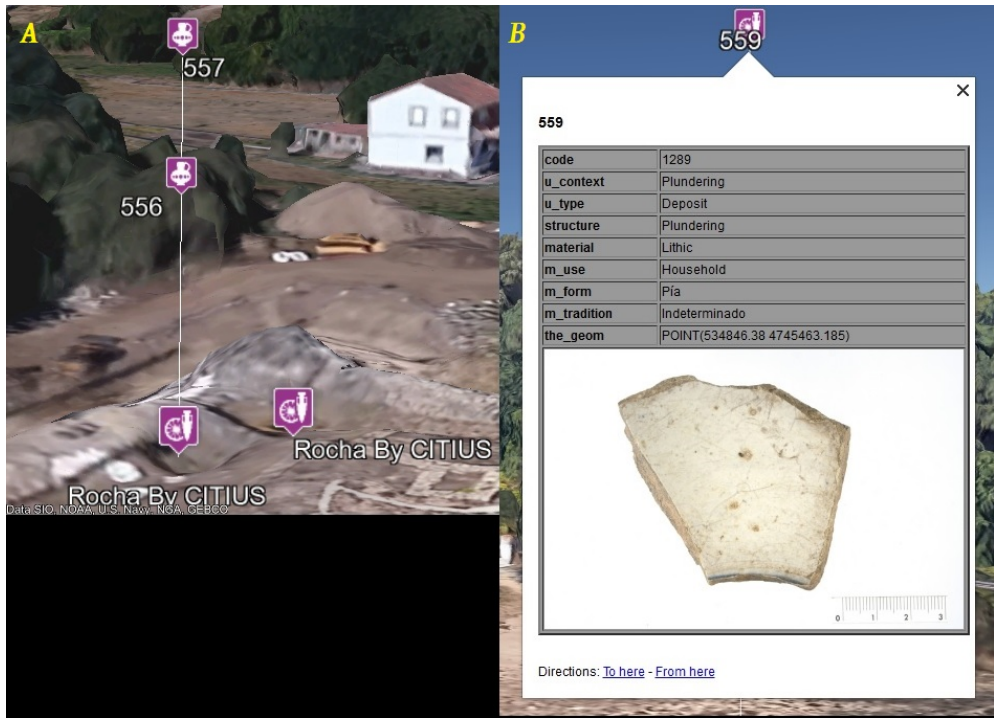 A
557
556
Rocha By CITIUS
Rocha By CITIUS
Data SIO, NOAA, U.S. Navy, NGA, GEBCO
B
559
559
code 1289
u_context Plundering
u_type Deposit
structure Plundering
material Lithic
m_use Household
m_form Pía
m_tradition Indeterminado
the_geom POINT(534846.38 4745463.185)
0 1 2 3
Directions: To here - From here